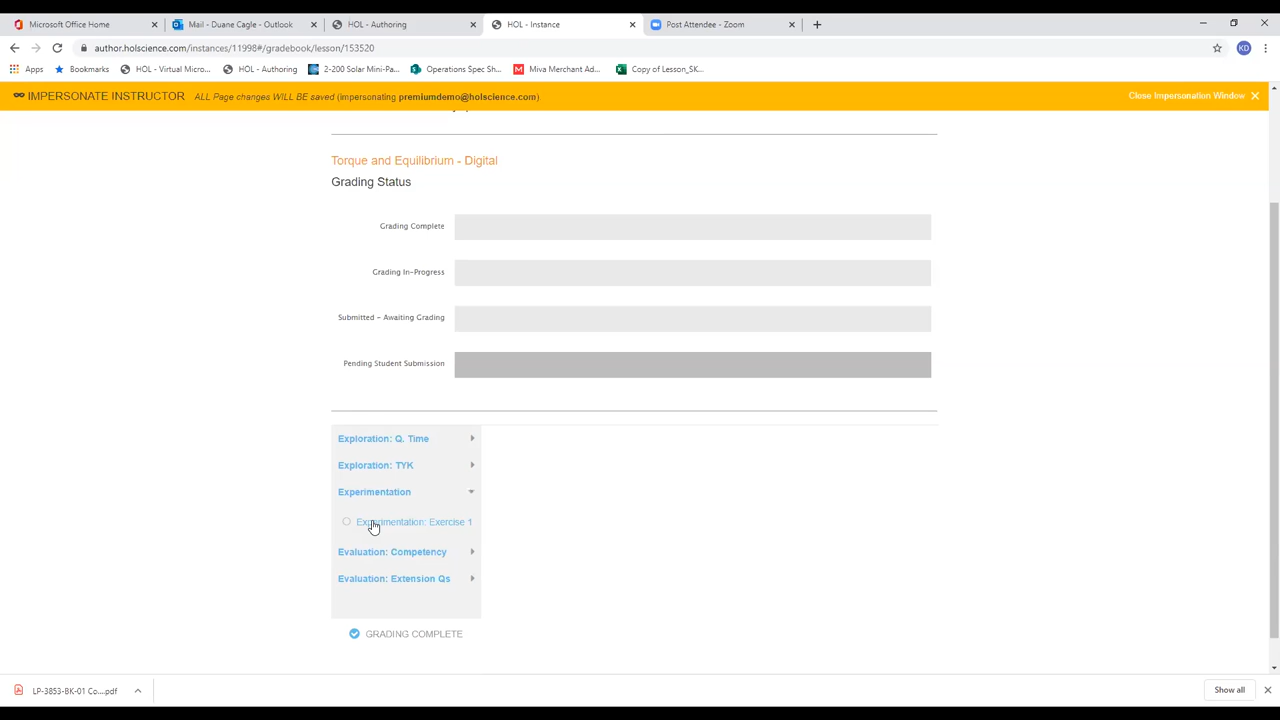 Microsoft Office Home
Mail - Duane Cagle - Outlook
HOL - Authoring
HOL - Instance
Post Attendee - Zoom
author.holscience.com/instances/11998#/gradebook/lesson/153520
KD
Apps
Bookmarks
HOL - Virtual Micro...
HOL - Authoring
2-200 Solar Mini-Pa...
Operations Spec Sh...
Miva Merchant Ad...
Copy of Lesson_SK...
IMPERSONATE INSTRUCTOR ALL Page changes WILL BE saved (impersonating premiumdemo@holscience.com)
Close Impersonation Window
Torque and Equilibrium - Digital
Grading Status
Grading Complete
Grading In-Progress
Submitted - Awaiting Grading
Pending Student Submission
Exploration: Q. Time
Exploration: TYK
Experimentation
Experimentation: Exercise 1
Evaluation: Competency
Evaluation: Extension Qs
GRADING COMPLETE
LP-3853-BK-01 Co....pdf
Show all